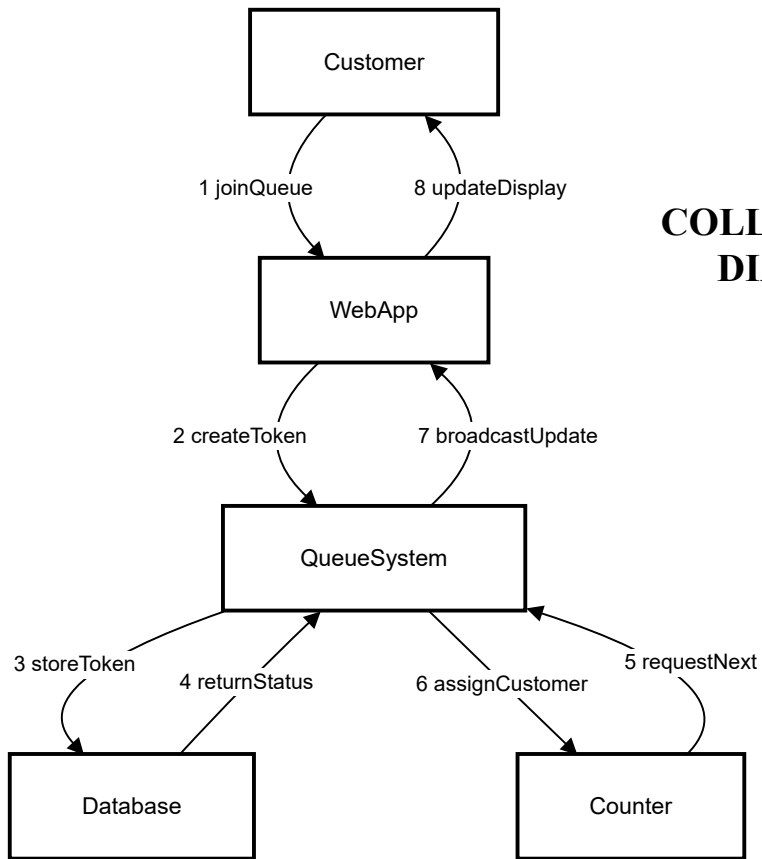 Customer
1 joinQueue
8 updateDisplay
COLL
DI
WebApp
2 createToken
7 broadcastUpdate
QueueSystem
3 storeToken
4 returnStatus
6 assignCustomer
5 requestNext
Database
Counter